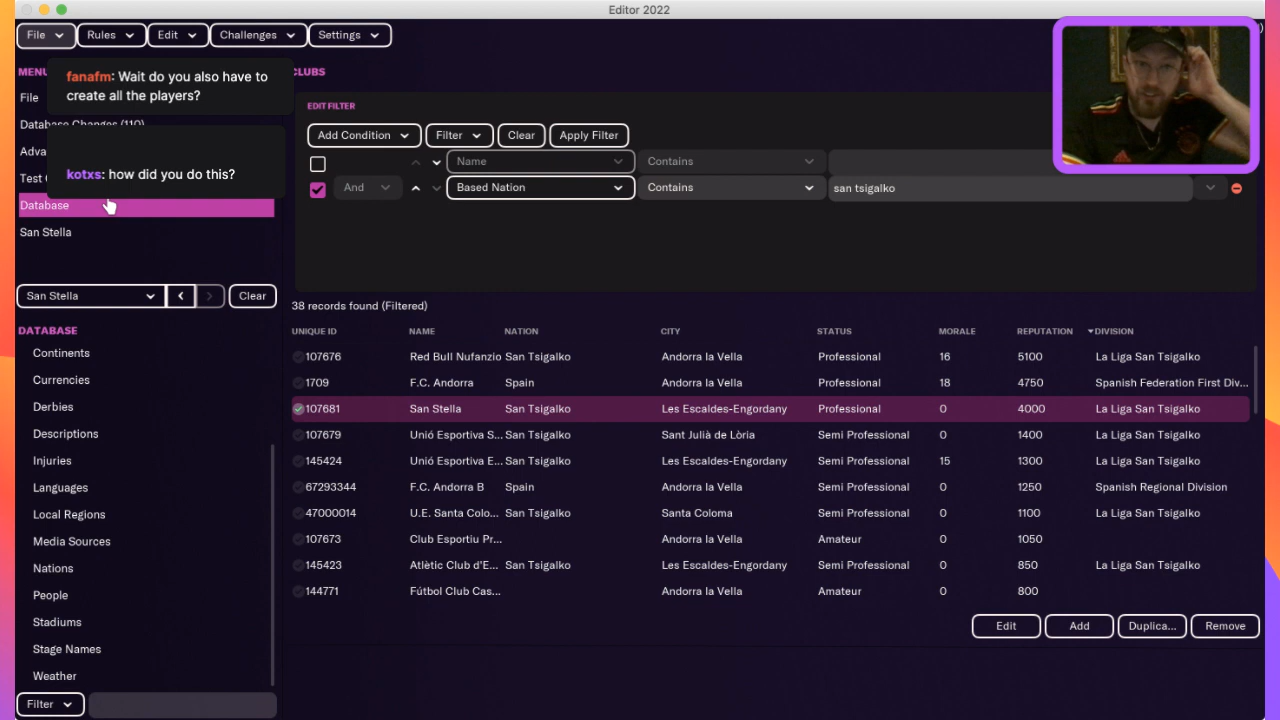 Editor 2022
File
Rules
Edit
Challenges
Settings
MENU
fanafm: Wait do you also have to
create all the players?
File
Database Changes (110)
Adva
kotxs: how did you do this?
Test
Database
San Stella
San Stella
Clear
DATABASE
Continents
Currencies
Derbies
Descriptions
Injuries
Languages
Local Regions
Media Sources
Nations
People
Stadiums
Stage Names
Weather
Filter
CLUBS
EDIT FILTER
Add Condition
Filter
Clear
Apply Filter
Name
Contains
And
Based Nation
Contains
san tsigalko
38 records found (Filtered)
UNIQUE ID NAME NATION CITY STATUS MORALE REPUTATION DIVISION
107676 Red Bull Nufanzio San Tsigalko Andorra la Vella Professional 16 5100 La Liga San Tsigalko
1709 F.C. Andorra Spain Andorra la Vella Professional 18 4750 Spanish Federation First Div...
107681 San Stella San Tsigalko Les Escaldes-Engordany Professional 0 4000 La Liga San Tsigalko
107679 Unió Esportiva S... San Tsigalko Sant Julià de Lòria Semi Professional 0 1400 La Liga San Tsigalko
145424 Unió Esportiva E... San Tsigalko Les Escaldes-Engordany Semi Professional 15 1300 La Liga San Tsigalko
67293344 F.C. Andorra B Spain Andorra la Vella Semi Professional 0 1250 Spanish Regional Division
47000014 U.E. Santa Colo... San Tsigalko Santa Coloma Semi Professional 0 1100 La Liga San Tsigalko
107673 Club Esportiu Pr... Andorra la Vella Amateur 0 1050
145423 Atlètic Club d'E... San Tsigalko Les Escaldes-Engordany Semi Professional 0 850 La Liga San Tsigalko
144771 Fútbol Club Cas... Andorra la Vella Amateur 0 800
Edit
Add
Duplica...
Remove